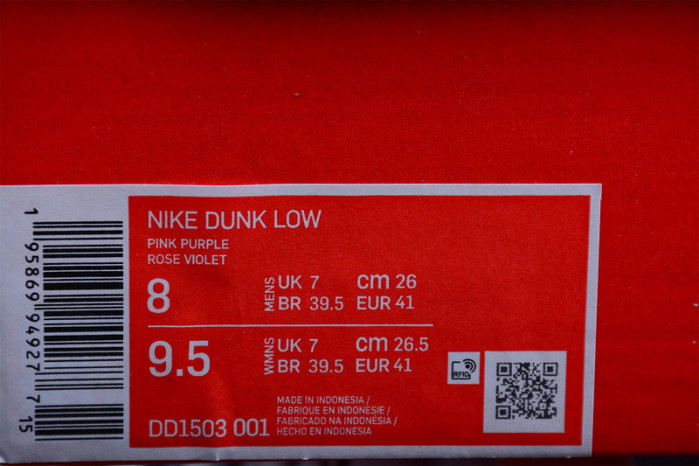 NIKE DUNK LOW
PINK PURPLE
ROSE VIOLET
8 MENS UK 7 cm 26
BR 39.5 EUR 41
9.5 WMNS UK 7 cm 26.5
BR 39.5 EUR 41
RFID
DD1503 001
MADE IN INDONESIA /
FABRIQUE EN INDONESIE /
FABRICADO NA INDONESIA /
HECHO EN INDONESIA
1 95869 94927 7 15